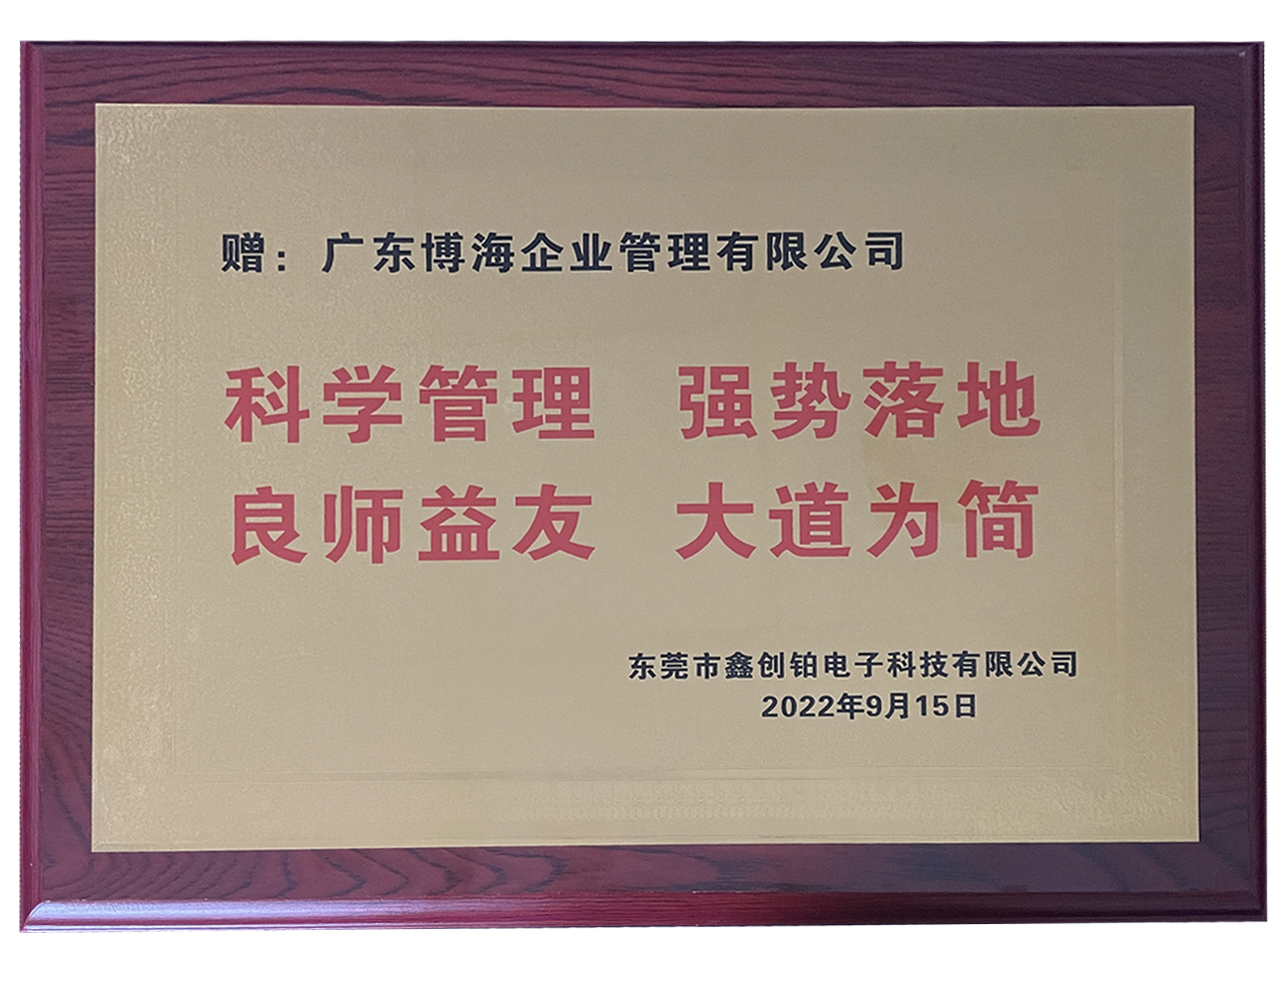 赠：广东博海企业管理有限公司
科学管理 强势落地
良师益友 大道为简
东莞市鑫创铂电子科技有限公司
2022年9月15日